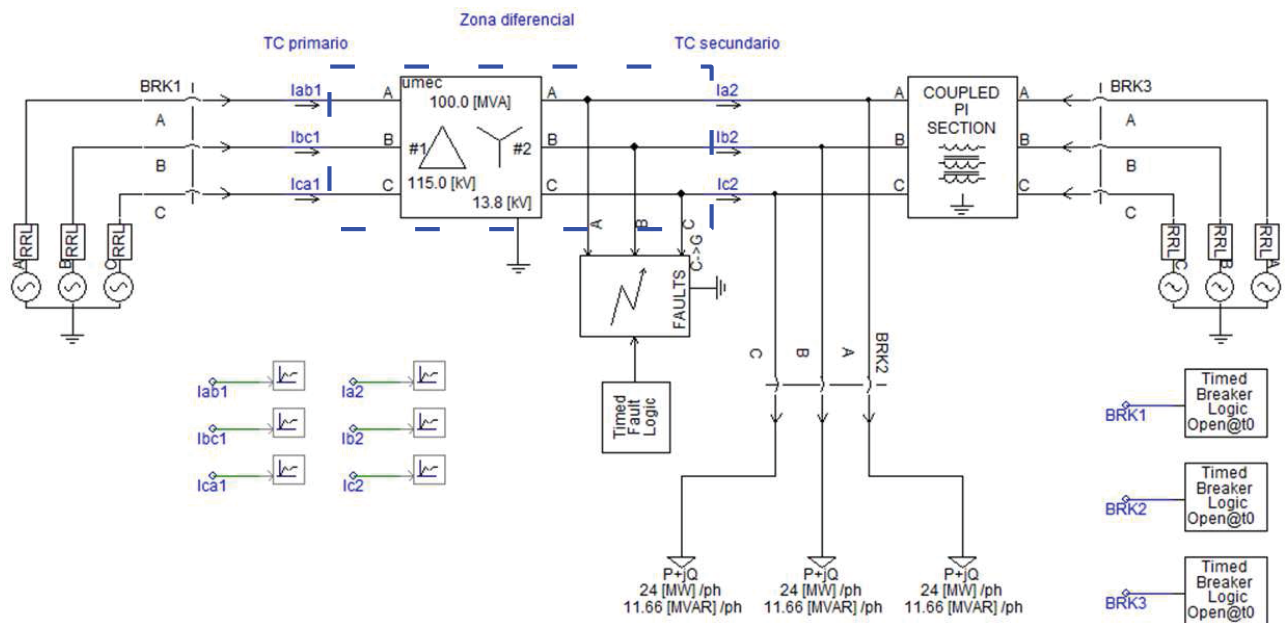 Zona diferencial
TC primario
TC secundario
BRK1
Iab1
A
umec
100.0 [MVA]
A
Ia2
A
COUPLED
PI
SECTION
A
BRK3
A
Ibc1
B
#1
#2
B
Ib2
B
B
A
B
Ica1
C
115.0 [kV]
13.8 [kV]
C
Ic2
C
C
B
C
C
RRL
RRL
RRL
A
B
C
A
B
C
C->G
FAULTS
RRL
RRL
RRL
C
B
A
Timed
Fault
Logic
C
B
A
BRK2
Iab1
Ia2
Ibc1
Ib2
Ica1
Ic2
BRK1
Timed
Breaker
Logic
Open@t0
BRK2
Timed
Breaker
Logic
Open@t0
BRK3
Timed
Breaker
Logic
Open@t0
P+jQ
24 [MW] /ph
11.66 [MVAR] /ph
P+jQ
24 [MW] /ph
11.66 [MVAR] /ph
P+jQ
24 [MW] /ph
11.66 [MVAR] /ph